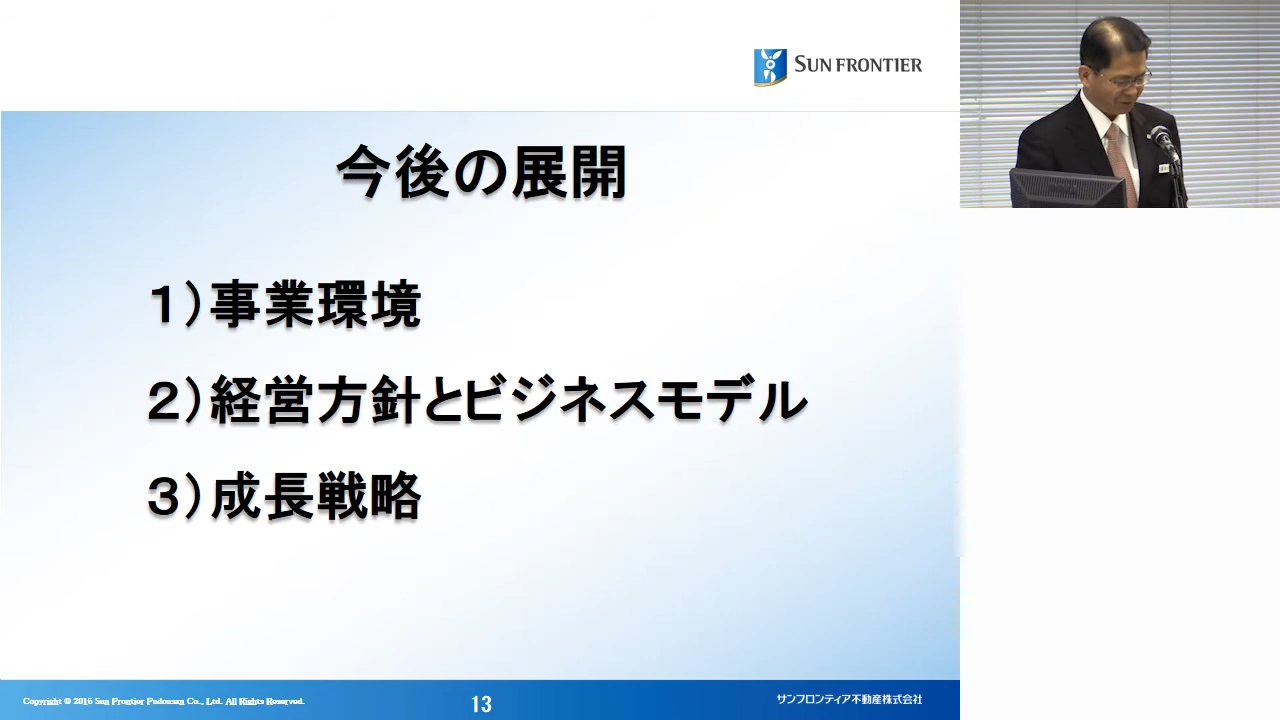 SUN FRONTIER
今後の展開
１）事業環境
２）経営方針とビジネスモデル
３）成長戦略
Copyright © 2016 Sun Frontier Fudousan Co., Ltd. All Rights Reserved.
13
サンフロンティア不動産株式会社